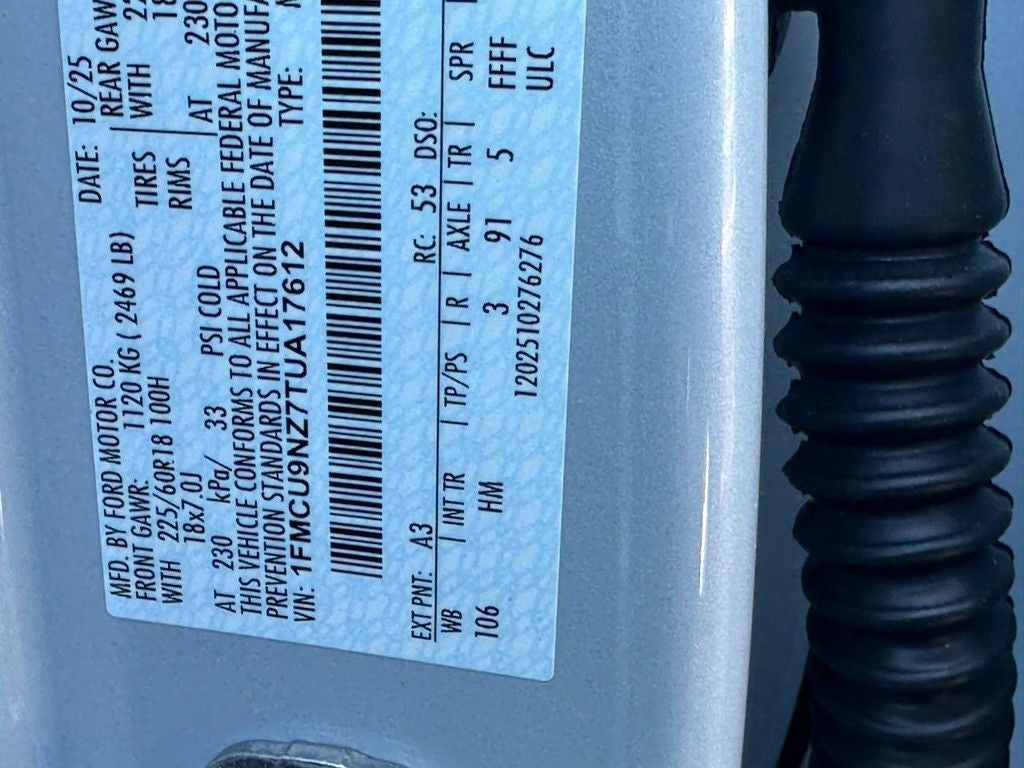 MFD. BY FORD MOTOR CO. DATE: 10/25
FRONT GAWR: 1120 KG ( 2469 LB) REAR GAW
WITH 225/60R18 100H TIRES WITH 22
18x7.0J RIMS 18
AT 230 kPa/ 33 PSI COLD AT 230
THIS VEHICLE CONFORMS TO ALL APPLICABLE FEDERAL MOTO
PREVENTION STANDARDS IN EFFECT ON THE DATE OF MANUFA
VIN: 1FMCU9NZ7TUA17612 TYPE:
EXT PNT: A3 RC: 53 DSO:
WB | INT TR | TP/PS | R | AXLE | TR | SPR
106 HM 3 91 5 FFFF
1202510276276 ULC